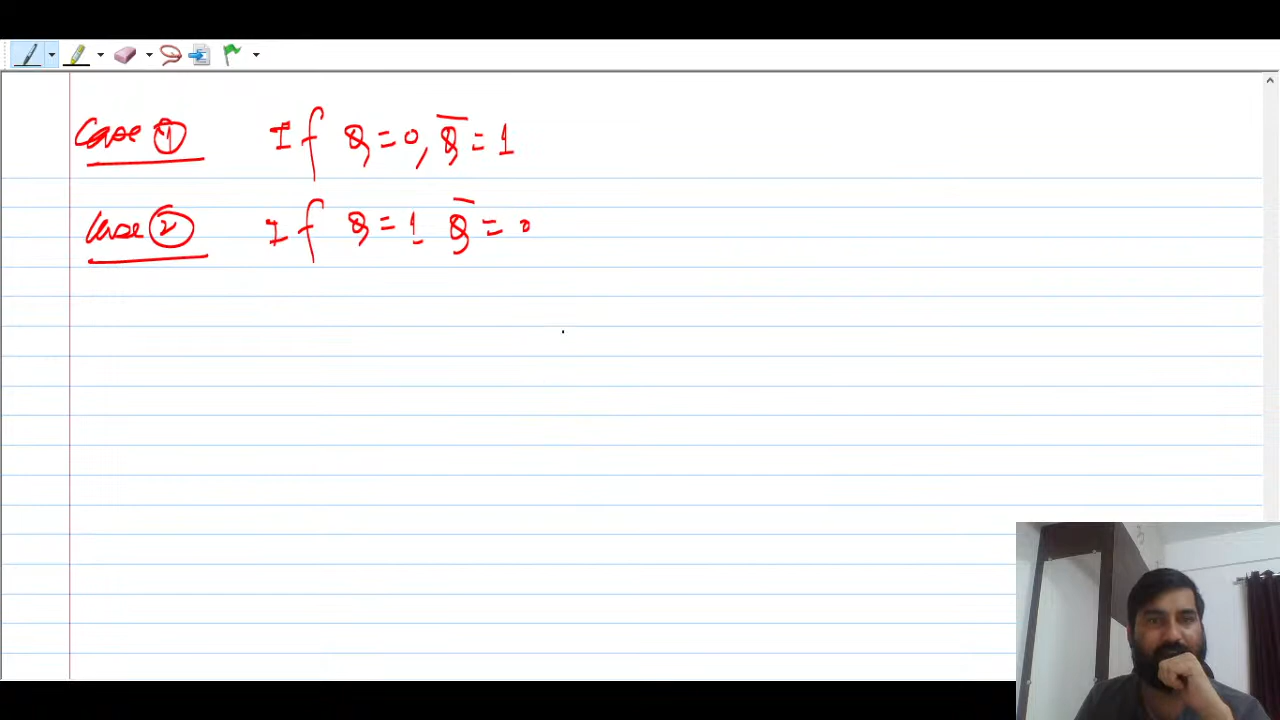 Case ① If Q=0, Q̅=1
Case ② If Q=1 Q̅=0